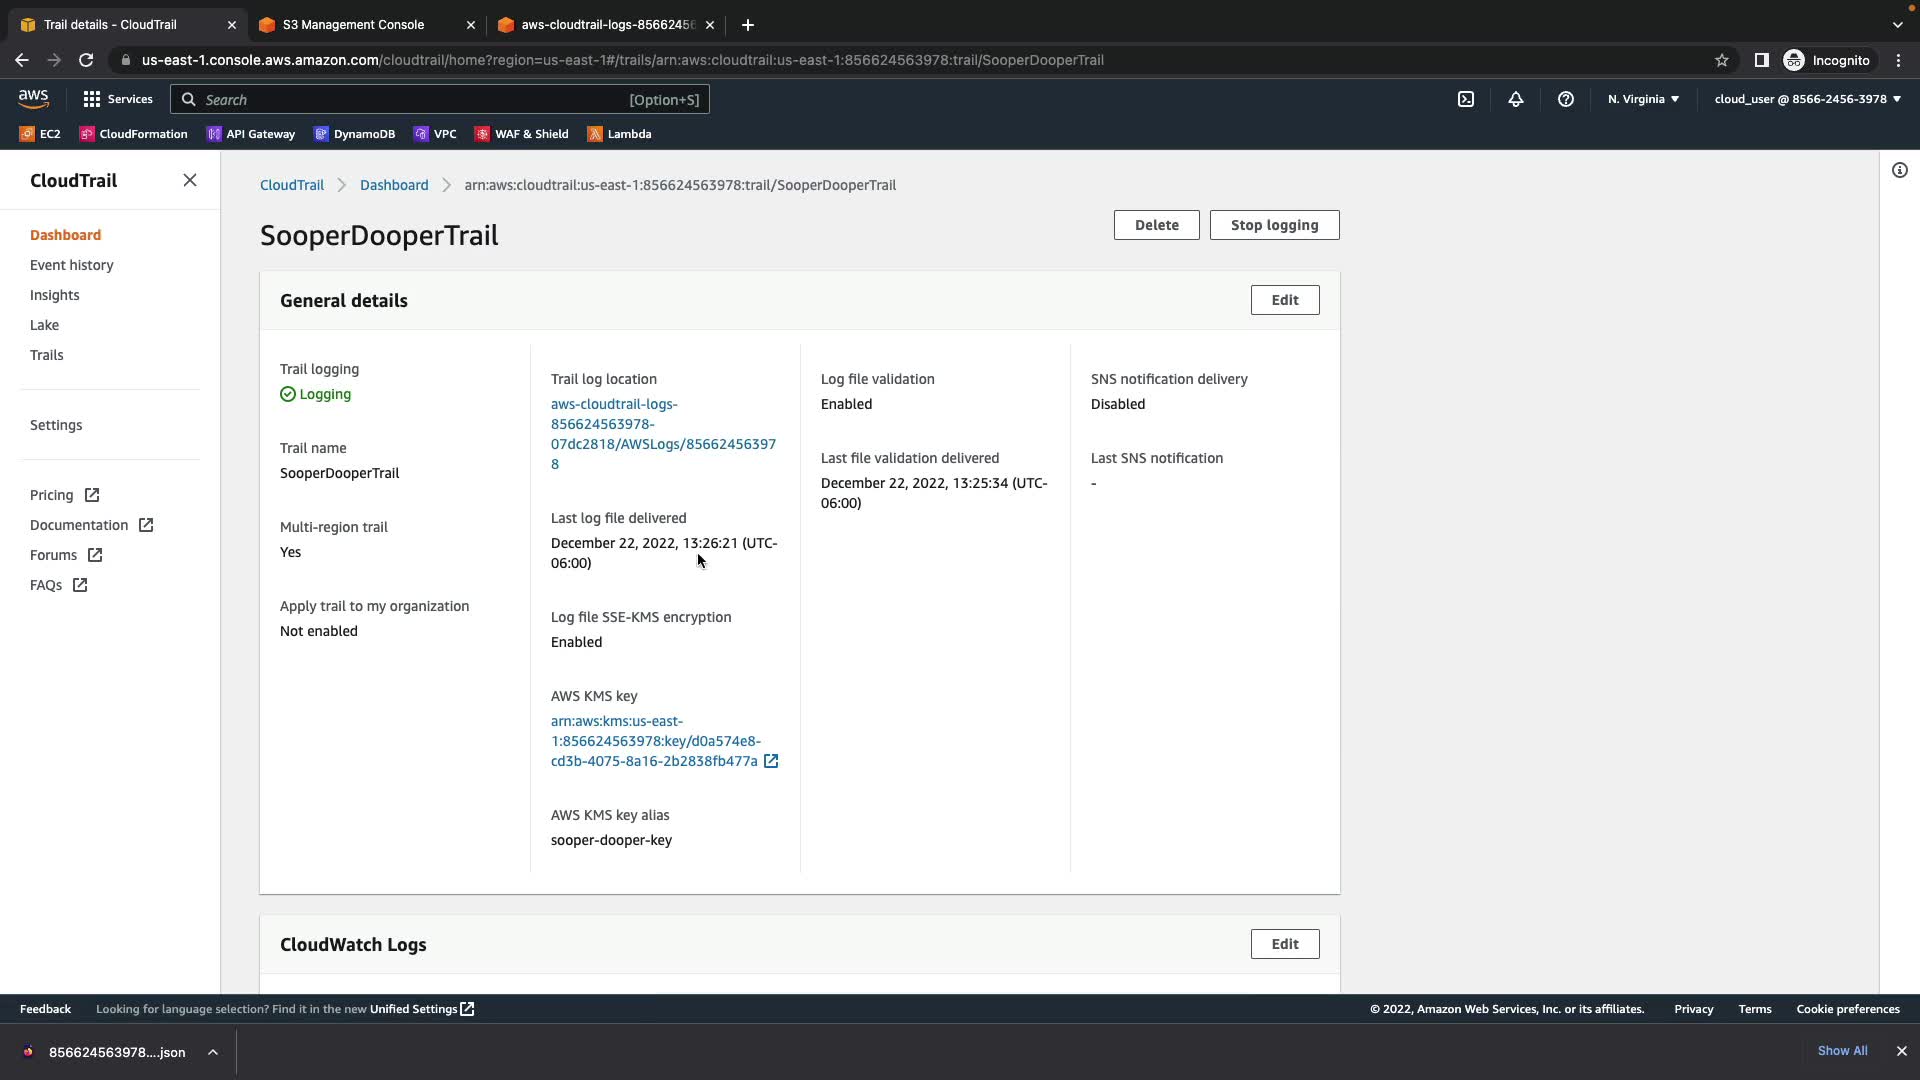 Trail details - CloudTrail
S3 Management Console
aws-cloudtrail-logs-8566245
us-east-1.console.aws.amazon.com/cloudtrail/home?region=us-east-1#/trails/arn:aws:cloudtrail:us-east-1:856624563978:trail/SooperDooperTrail
Incognito
aws
Services
Search
[Option+S]
N. Virginia
cloud_user @ 8566-2456-3978
EC2
CloudFormation
API Gateway
DynamoDB
VPC
WAF & Shield
Lambda
CloudTrail
Dashboard
Event history
Insights
Lake
Trails
Settings
Pricing
Documentation
Forums
FAQs
CloudTrail
Dashboard
arn:aws:cloudtrail:us-east-1:856624563978:trail/SooperDooperTrail
SooperDooperTrail
Delete
Stop logging
General details
Edit
Trail logging
Logging
Trail name
SooperDooperTrail
Multi-region trail
Yes
Apply trail to my organization
Not enabled
Trail log location
aws-cloudtrail-logs-
856624563978-
07dc2818/AWSLogs/85662456397
8
Last log file delivered
December 22, 2022, 13:26:21 (UTC-
06:00)
Log file SSE-KMS encryption
Enabled
AWS KMS key
arn:aws:kms:us-east-
1:856624563978:key/d0a574e8-
cd3b-4075-8a16-2b2838fb477a
AWS KMS key alias
sooper-dooper-key
Log file validation
Enabled
Last file validation delivered
December 22, 2022, 13:25:34 (UTC-
06:00)
SNS notification delivery
Disabled
Last SNS notification
-
CloudWatch Logs
Edit
Feedback
Looking for language selection? Find it in the new Unified Settings
© 2022, Amazon Web Services, Inc. or its affiliates.
Privacy
Terms
Cookie preferences
856624563978....json
Show All